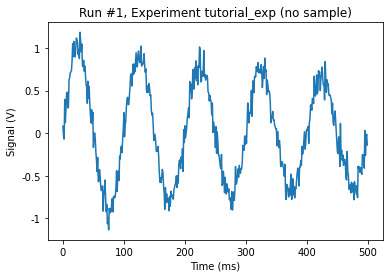 Run #1, Experiment tutorial_exp (no sample)
1
0.5
0
-0.5
-1
Signal (V)
0 100 200 300 400 500
Time (ms)